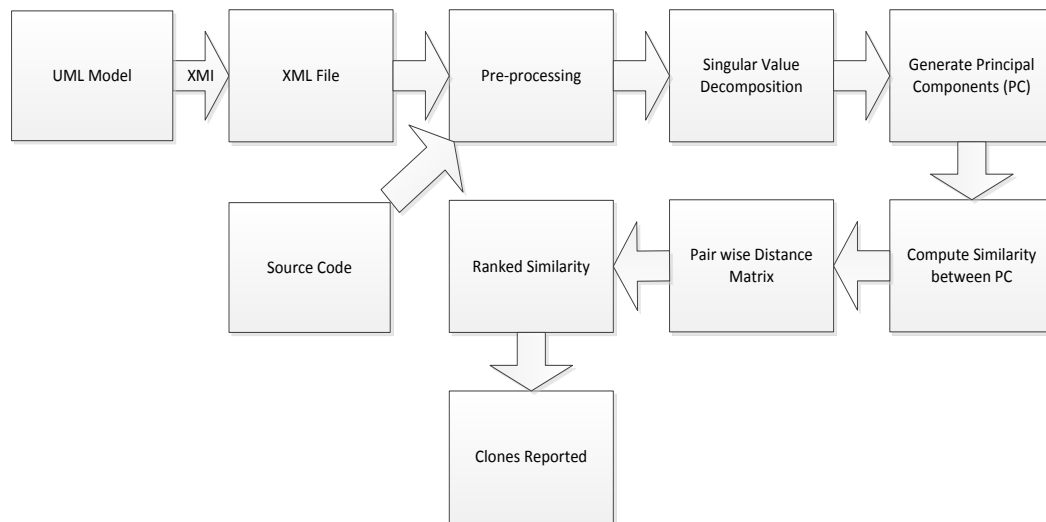 UML Model
XMI
XML File
Pre-processing
Singular Value
Decomposition
Generate Principal
Components (PC)
Source Code
Ranked Similarity
Pair wise Distance
Matrix
Compute Similarity
between PC
Clones Reported